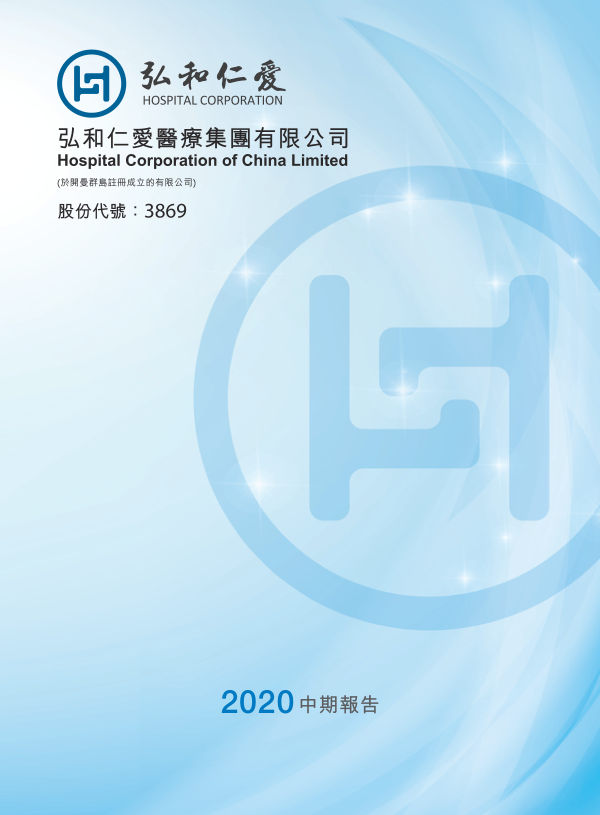 弘和仁愛
HOSPITAL CORPORATION
弘和仁愛醫療集團有限公司
Hospital Corporation of China Limited
(於開曼群島註冊成立的有限公司)
股份代號：3869
2020 中期報告